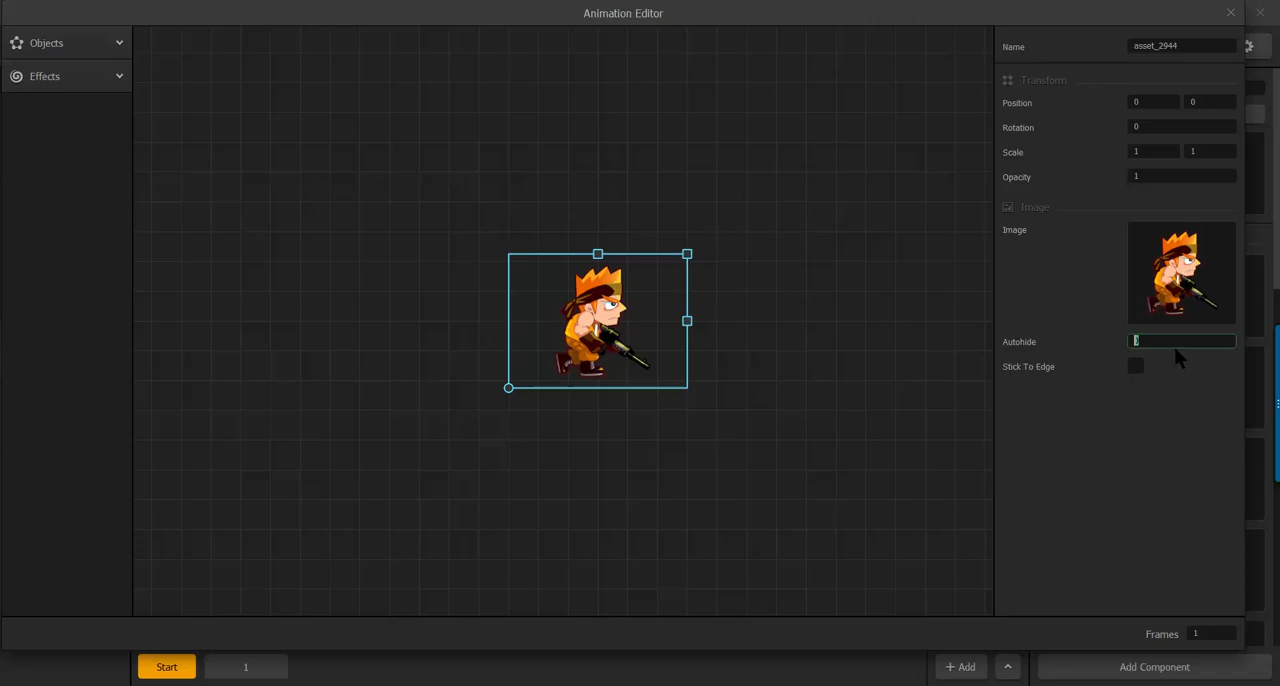 Animation Editor
Objects
Effects
Name asset_2944
Transform
Position 0 0
Rotation 0
Scale 1 1
Opacity 1
Image
Image
Autohide 0
Stick To Edge
Frames 1
Start 1 + Add Add Component